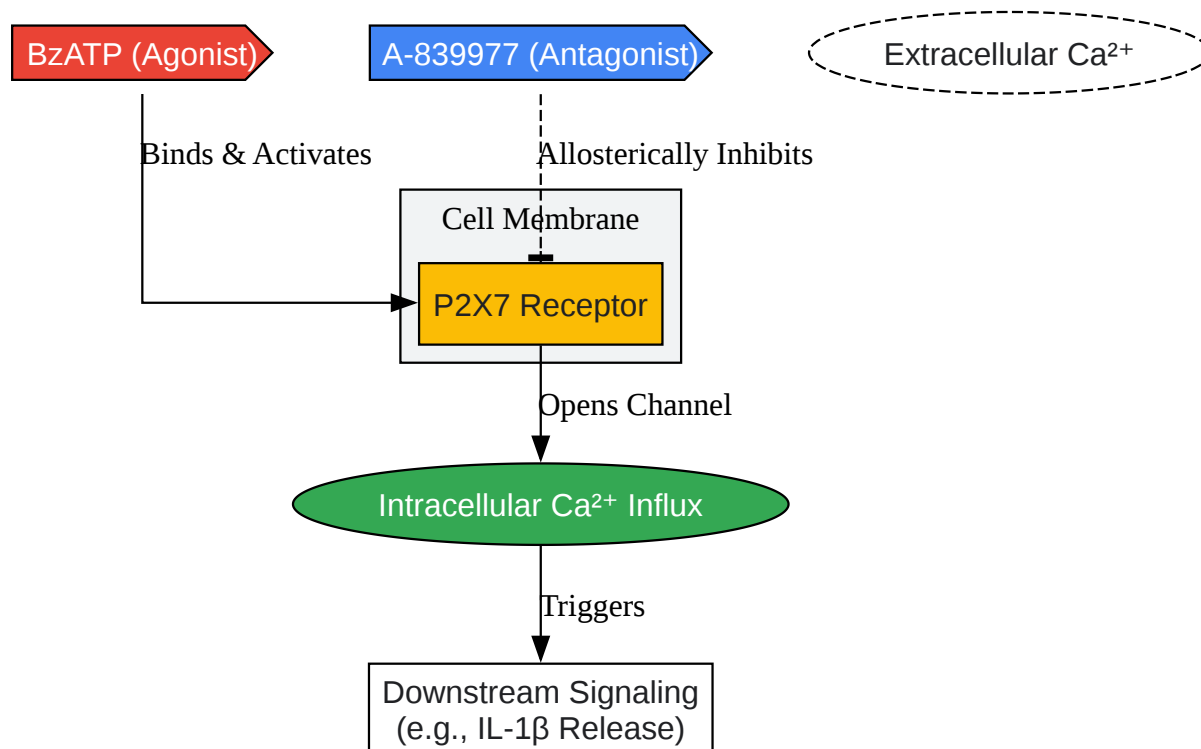 BzATP (Agonist)
A-839977 (Antagonist)
Extracellular Ca²⁺
Binds & Activates
Allosterically Inhibits
Cell Membrane
P2X7 Receptor
Opens Channel
Intracellular Ca²⁺ Influx
Triggers
Downstream Signaling
(e.g., IL-1β Release)